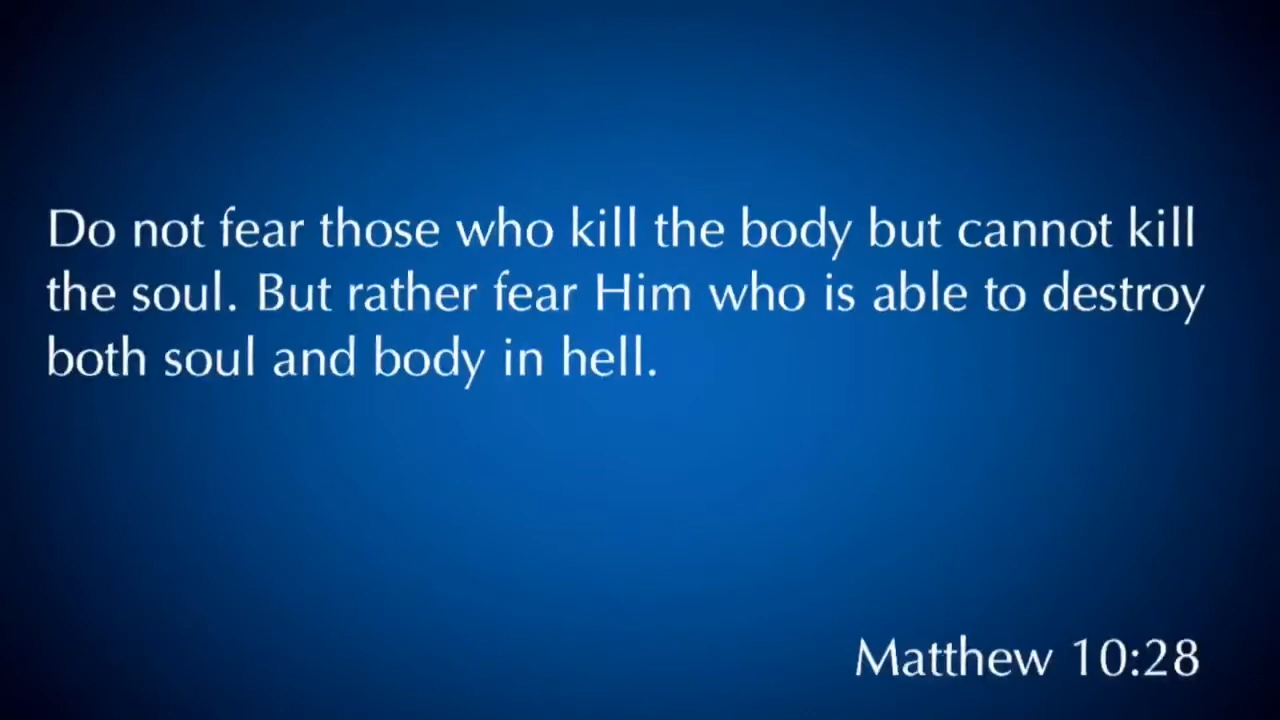 Do not fear those who kill the body but cannot kill
the soul. But rather fear Him who is able to destroy
both soul and body in hell.
Matthew 10:28